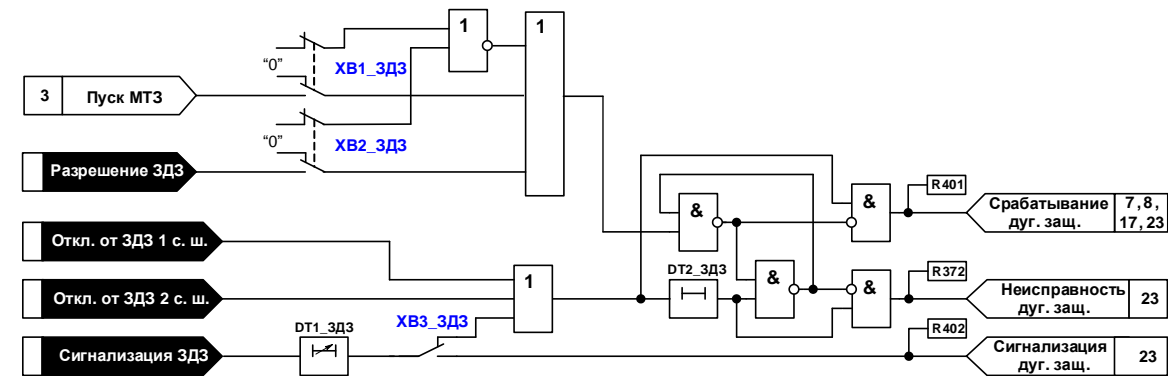 1
1
“0”
XB1_ЗДЗ
3 Пуск МТЗ
“0”
XB2_ЗДЗ
Разрешение ЗДЗ
&
&
R401
Срабатывание дуг. защ.
7, 8, 17, 23
Откл. от ЗДЗ 1 с. ш.
1
DT2_ЗДЗ
&
&
R372
Неисправность дуг. защ.
23
Откл. от ЗДЗ 2 с. ш.
DT1_ЗДЗ
XB3_ЗДЗ
R402
Сигнализация ЗДЗ
Сигнализация дуг. защ.
23